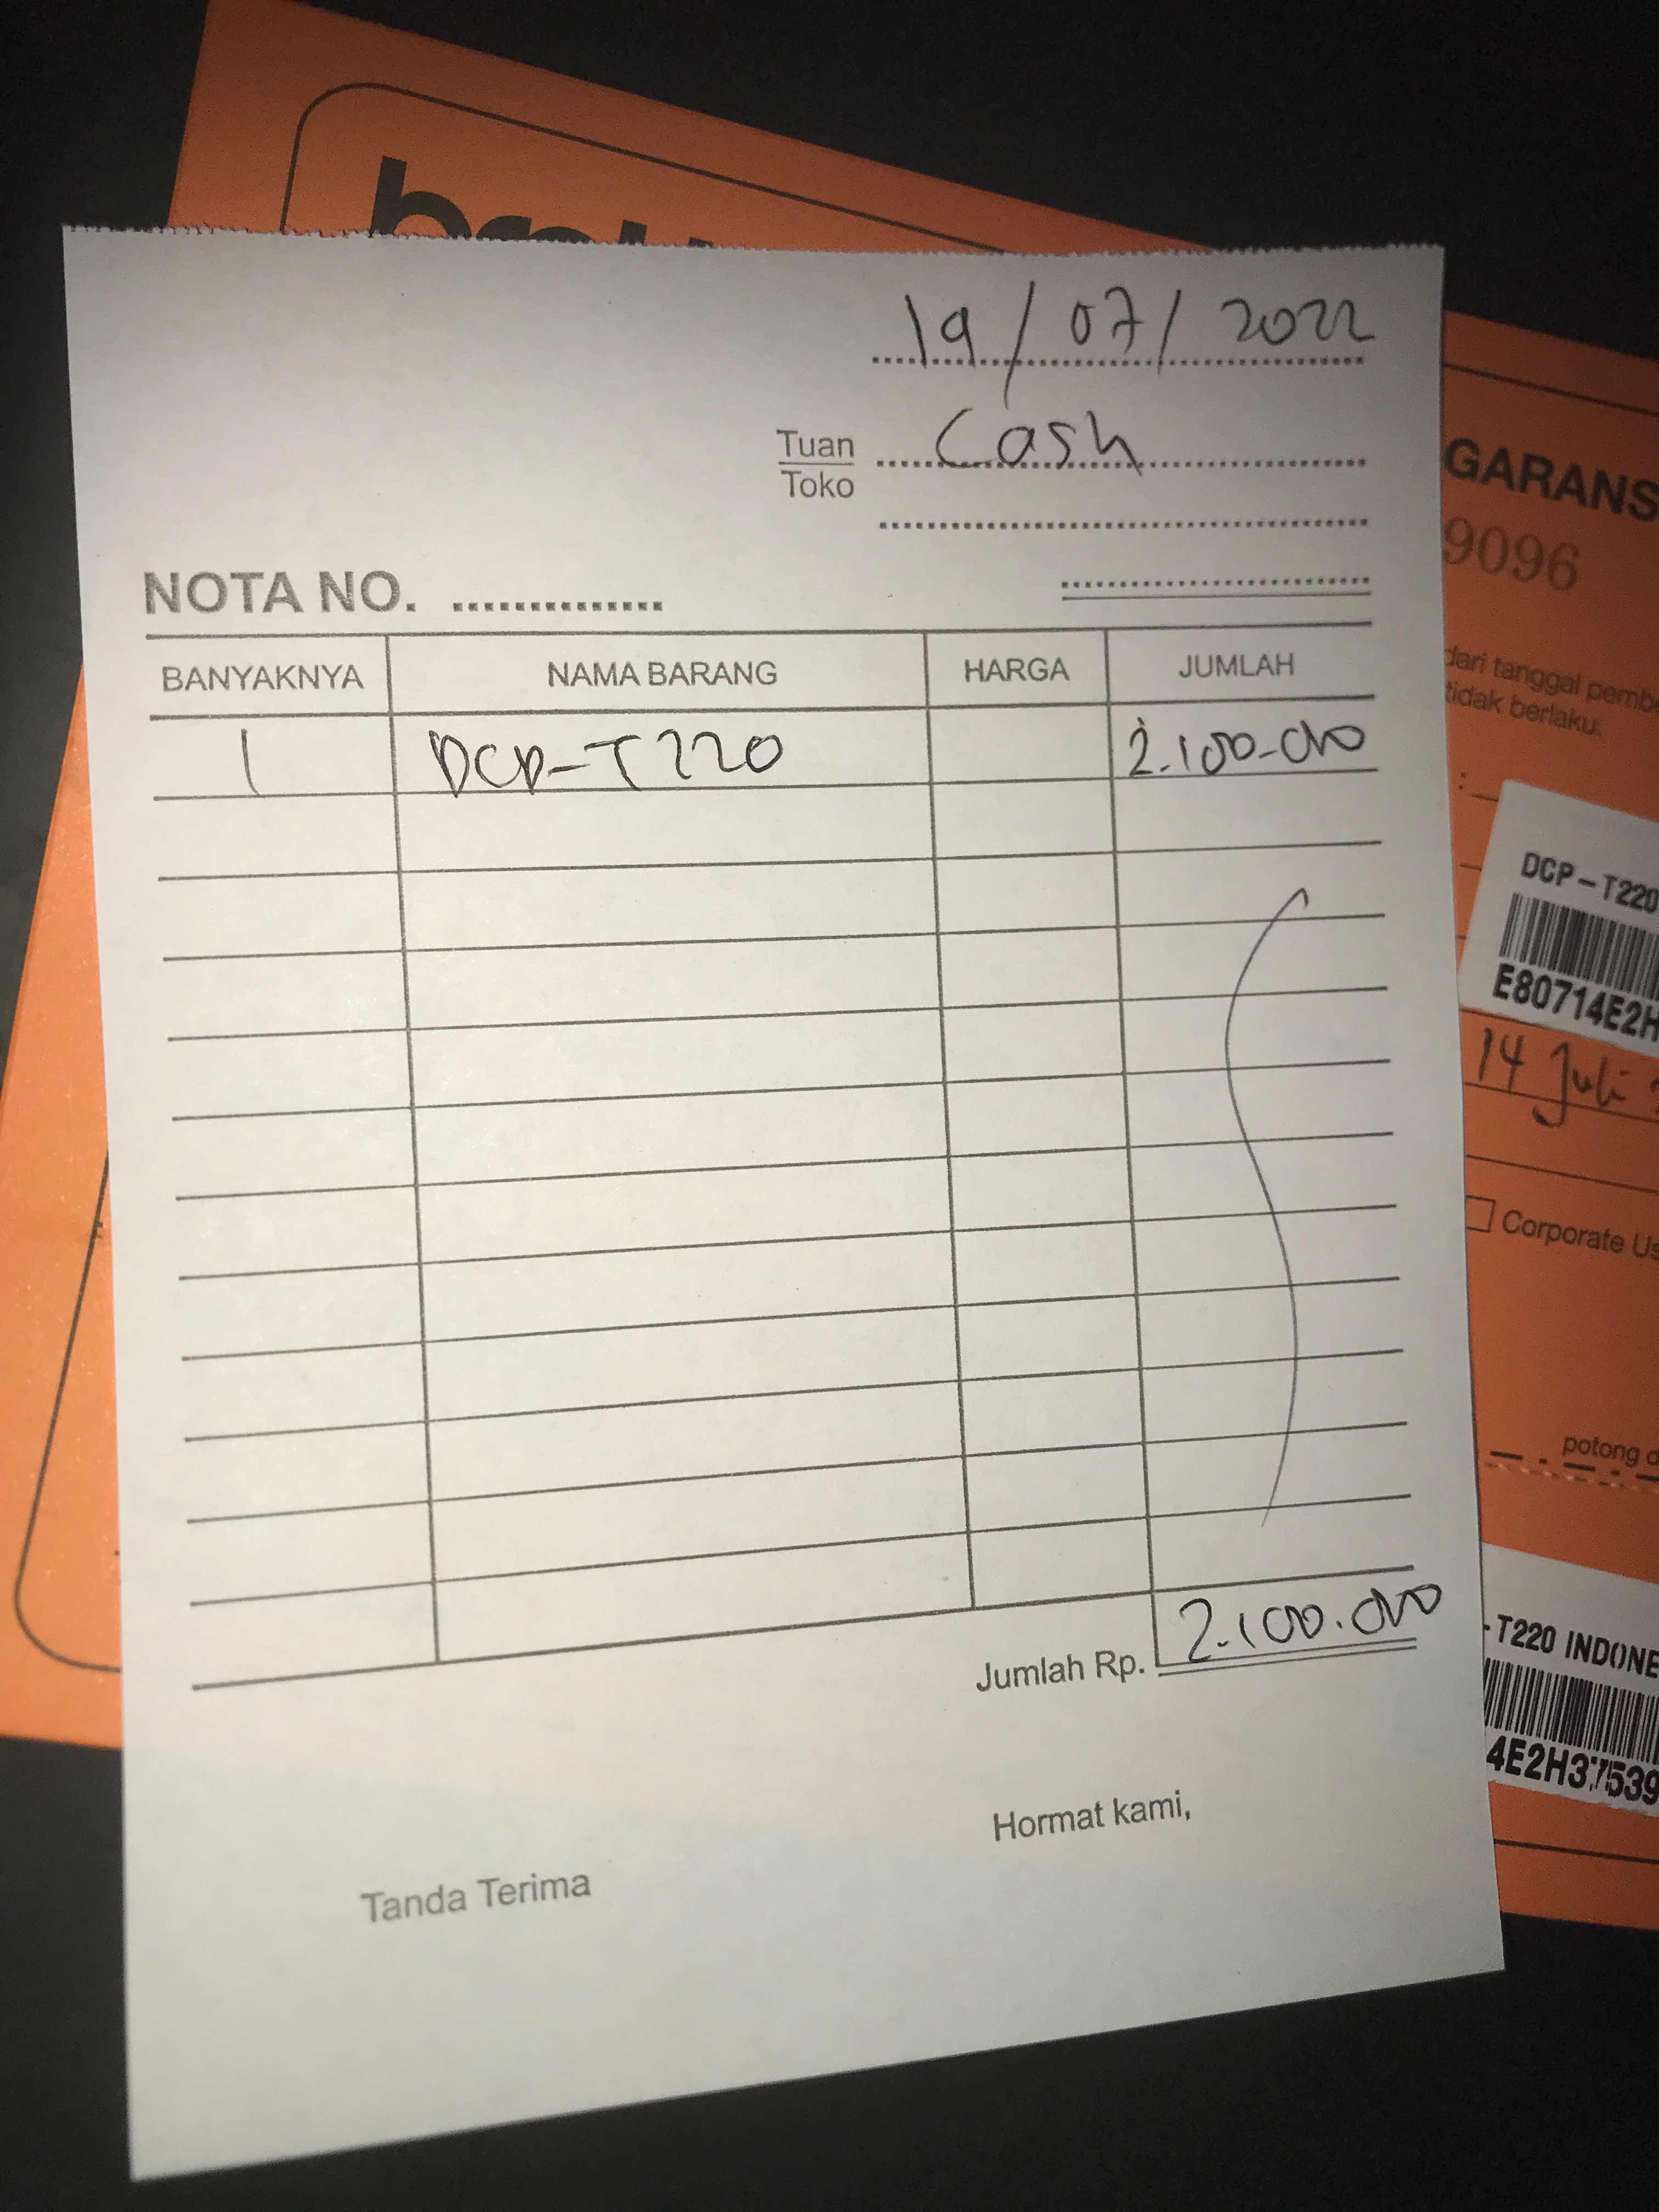 19/07/2022
Tuan Cash
Toko
NOTA NO.
BANYAKNYA NAMA BARANG HARGA JUMLAH
1 DCP-T220 2.100.000
Jumlah Rp. 2.100.000
Hormat kami,
Tanda Terima
GARANS
9096
dari tanggal pemb
tidak berlaku.
:
DCP-T220
E80714E2H
14 Juli
Corporate Us
potong d
-T220 INDONE
4E2H37539